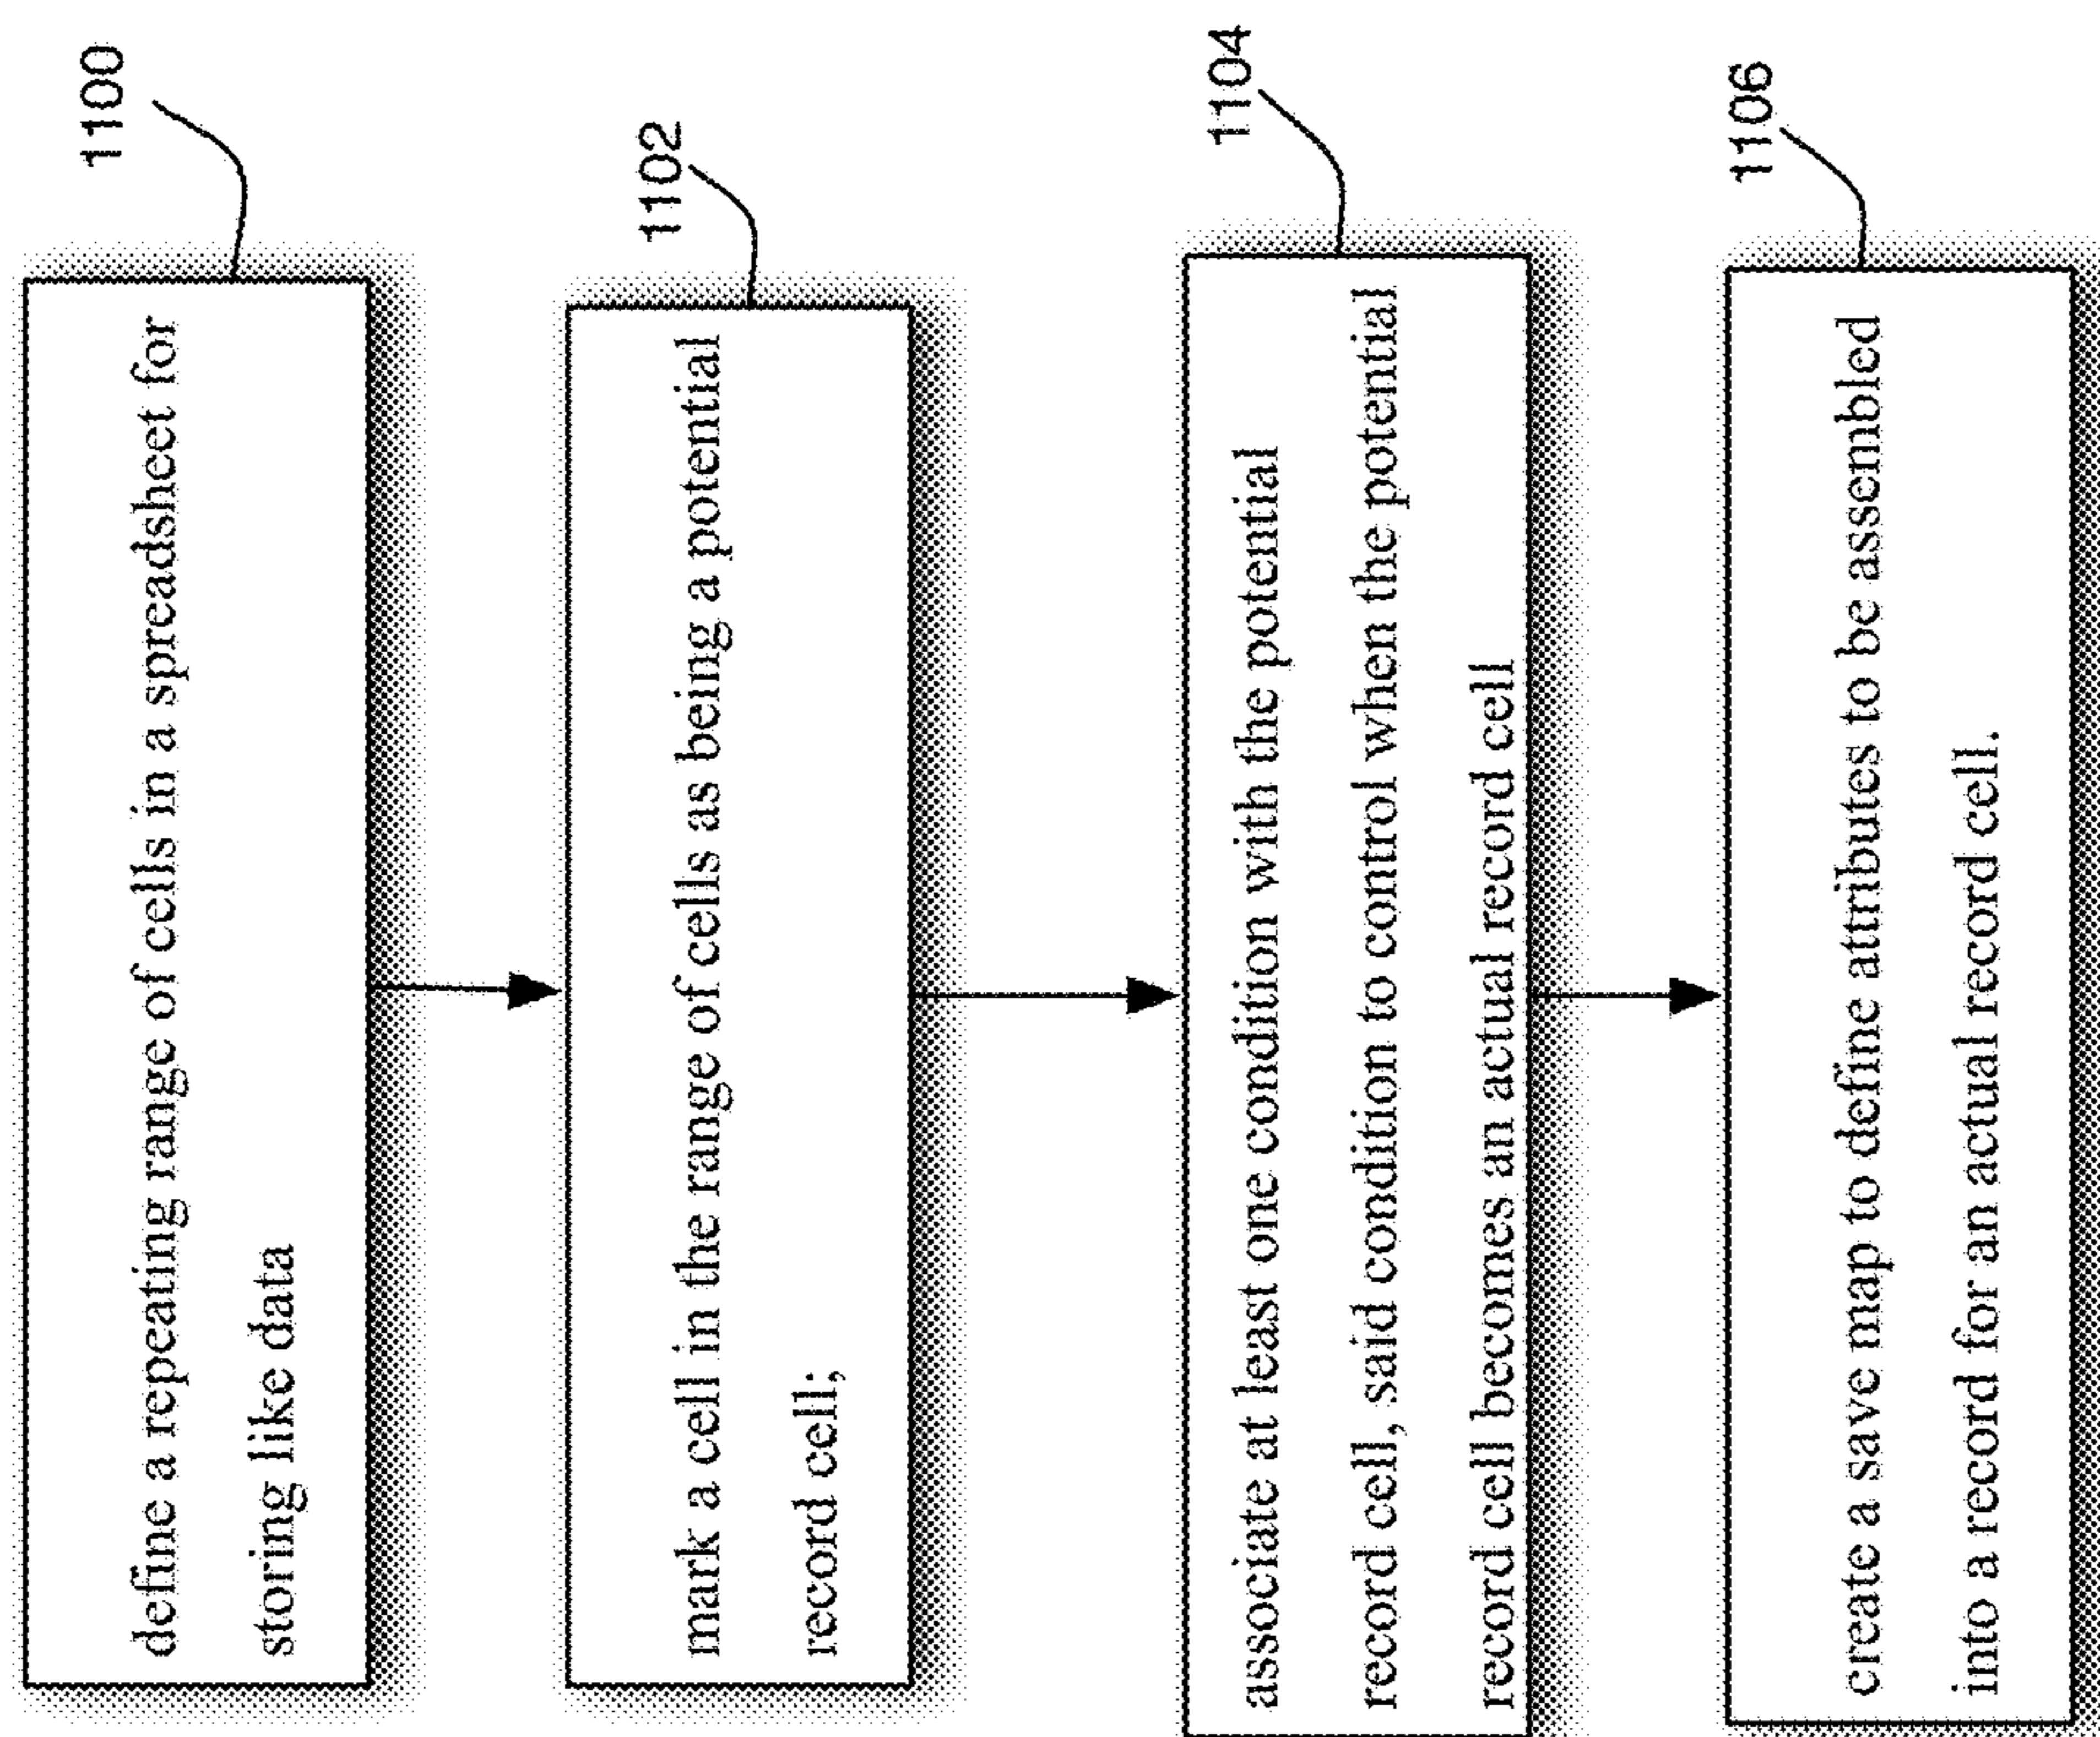 1100
define a repeating range of cells in a spreadsheet for
storing like data
1102
mark a cell in the range of cells as being a potential
record cell;
1104
associate at least one condition with the potential
record cell, said condition to control when the potential
record cell becomes an actual record cell
1106
create a save map to define attributes to be assembled
into a record for an actual record cell.